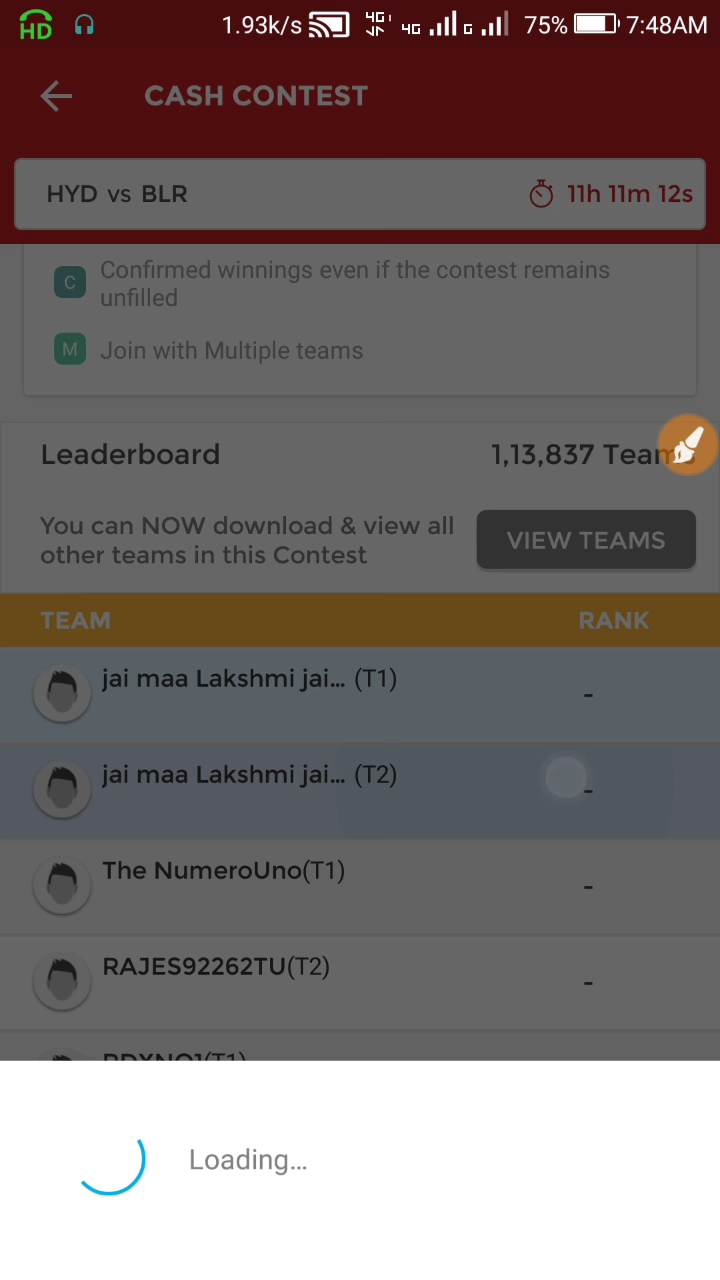 HD 1.93k/s 4G 4G G 75% 7:48AM
CASH CONTEST
HYD vs BLR 11h 11m 12s
C Confirmed winnings even if the contest remains
unfilled
M Join with Multiple teams
Leaderboard 1,13,837 Teams
You can NOW download & view all
other teams in this Contest
VIEW TEAMS
TEAM RANK
jai maa Lakshmi jai... (T1) -
jai maa Lakshmi jai... (T2) -
The NumeroUno(T1) -
RAJES92262TU(T2) -
Loading...